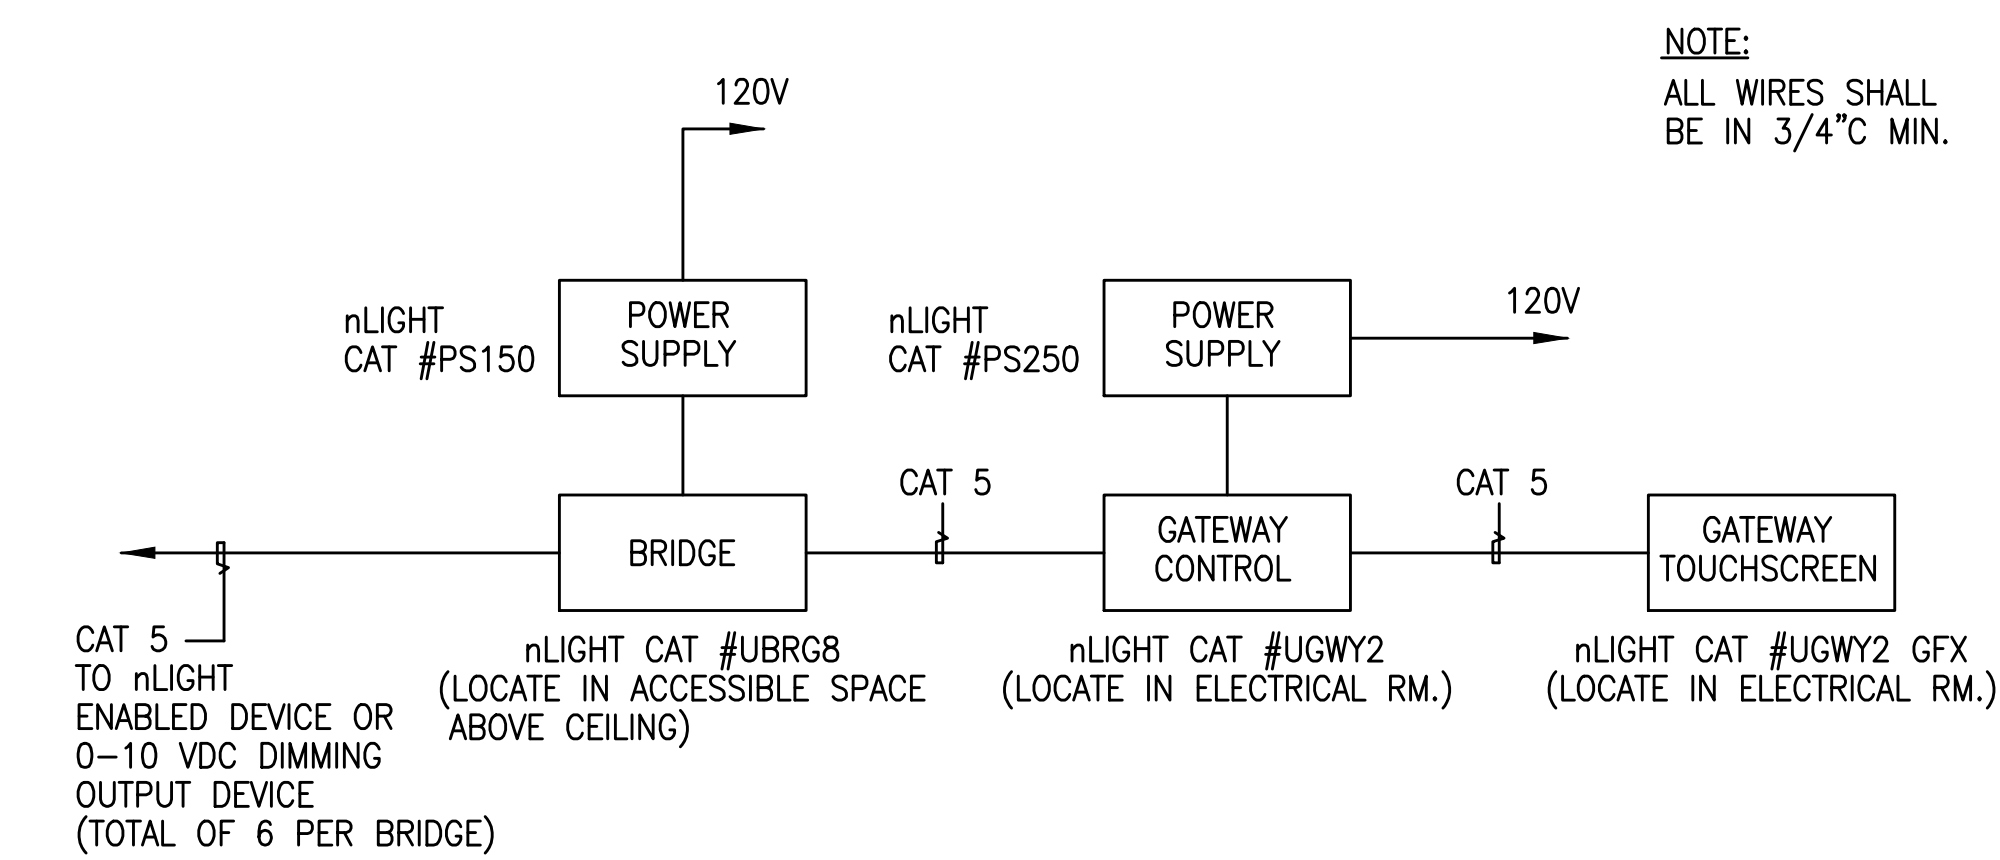 NOTE:
ALL WIRES SHALL
BE IN 3/4"C MIN.
120V
nLIGHT
CAT #PS150
POWER
SUPPLY
nLIGHT
CAT #PS250
POWER
SUPPLY
120V
CAT 5
CAT 5
BRIDGE
GATEWAY
CONTROL
GATEWAY
TOUCHSCREEN
CAT 5
TO nLIGHT
ENABLED DEVICE OR
0-10 VDC DIMMING
OUTPUT DEVICE
(TOTAL OF 6 PER BRIDGE)
nLIGHT CAT #UBRG8
(LOCATE IN ACCESSIBLE SPACE
ABOVE CEILING)
nLIGHT CAT #UGWY2
(LOCATE IN ELECTRICAL RM.)
nLIGHT CAT #UGWY2 GFX
(LOCATE IN ELECTRICAL RM.)